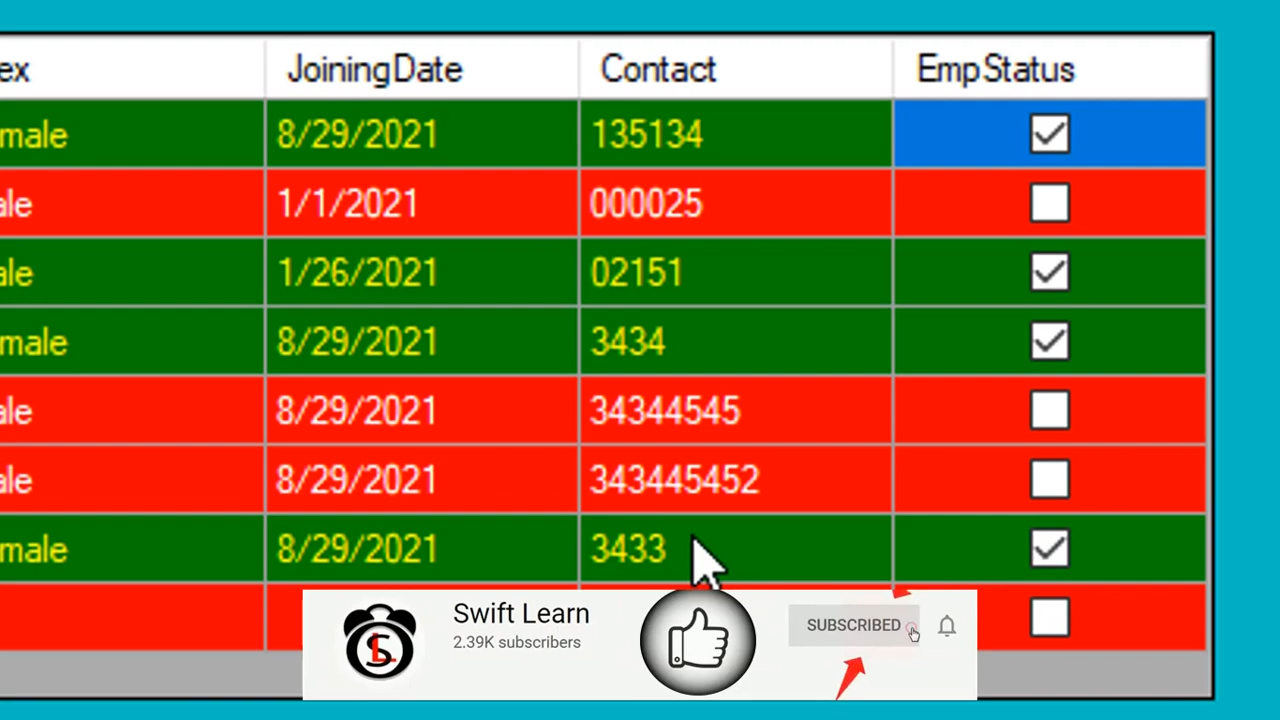 ex JoiningDate Contact EmpStatus
male 8/29/2021 135134
ale 1/1/2021 000025
ale 1/26/2021 02151
male 8/29/2021 3434
ale 8/29/2021 34344545
ale 8/29/2021 343445452
male 8/29/2021 3433
Swift Learn
2.39K subscribers
SUBSCRIBED